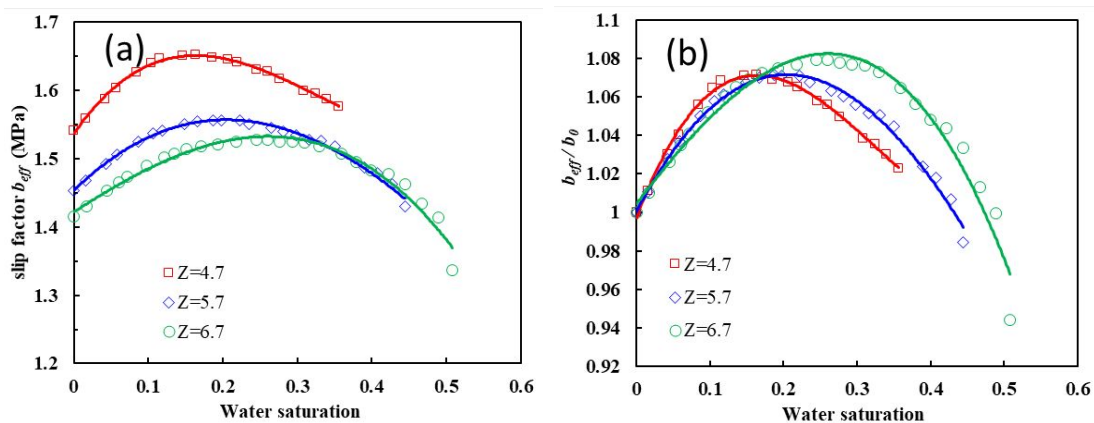 (a)
slip factor b_eff (MPa)
1.7
1.6
1.5
1.4
1.3
1.2
Z=4.7
Z=5.7
Z=6.7
0 0.1 0.2 0.3 0.4 0.5 0.6
Water saturation
(b)
b_eff / b_0
1.1
1.08
1.06
1.04
1.02
1
0.98
0.96
0.94
0.92
Z=4.7
Z=5.7
Z=6.7
0 0.1 0.2 0.3 0.4 0.5 0.6
Water saturation